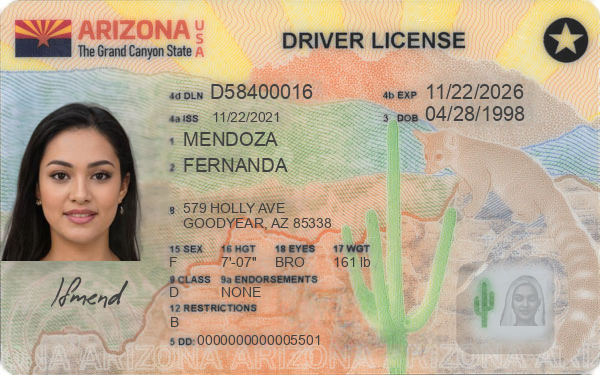 ARIZONA USA
The Grand Canyon State
DRIVER LICENSE
4d DLN D58400016 4b EXP 11/22/2026
4a ISS 11/22/2021 3 DOB 04/28/1998
1 MENDOZA
2 FERNANDA
8 579 HOLLY AVE
GOODYEAR, AZ 85338
15 SEX 16 HGT 18 EYES 17 WGT
F 7'-07" BRO 161 lb
9 CLASS 9a ENDORSEMENTS
D NONE
12 RESTRICTIONS
B
5 DD: 0000000000005501
Hmend
ARIZONA ARIZONA ARIZONA ARIZONA